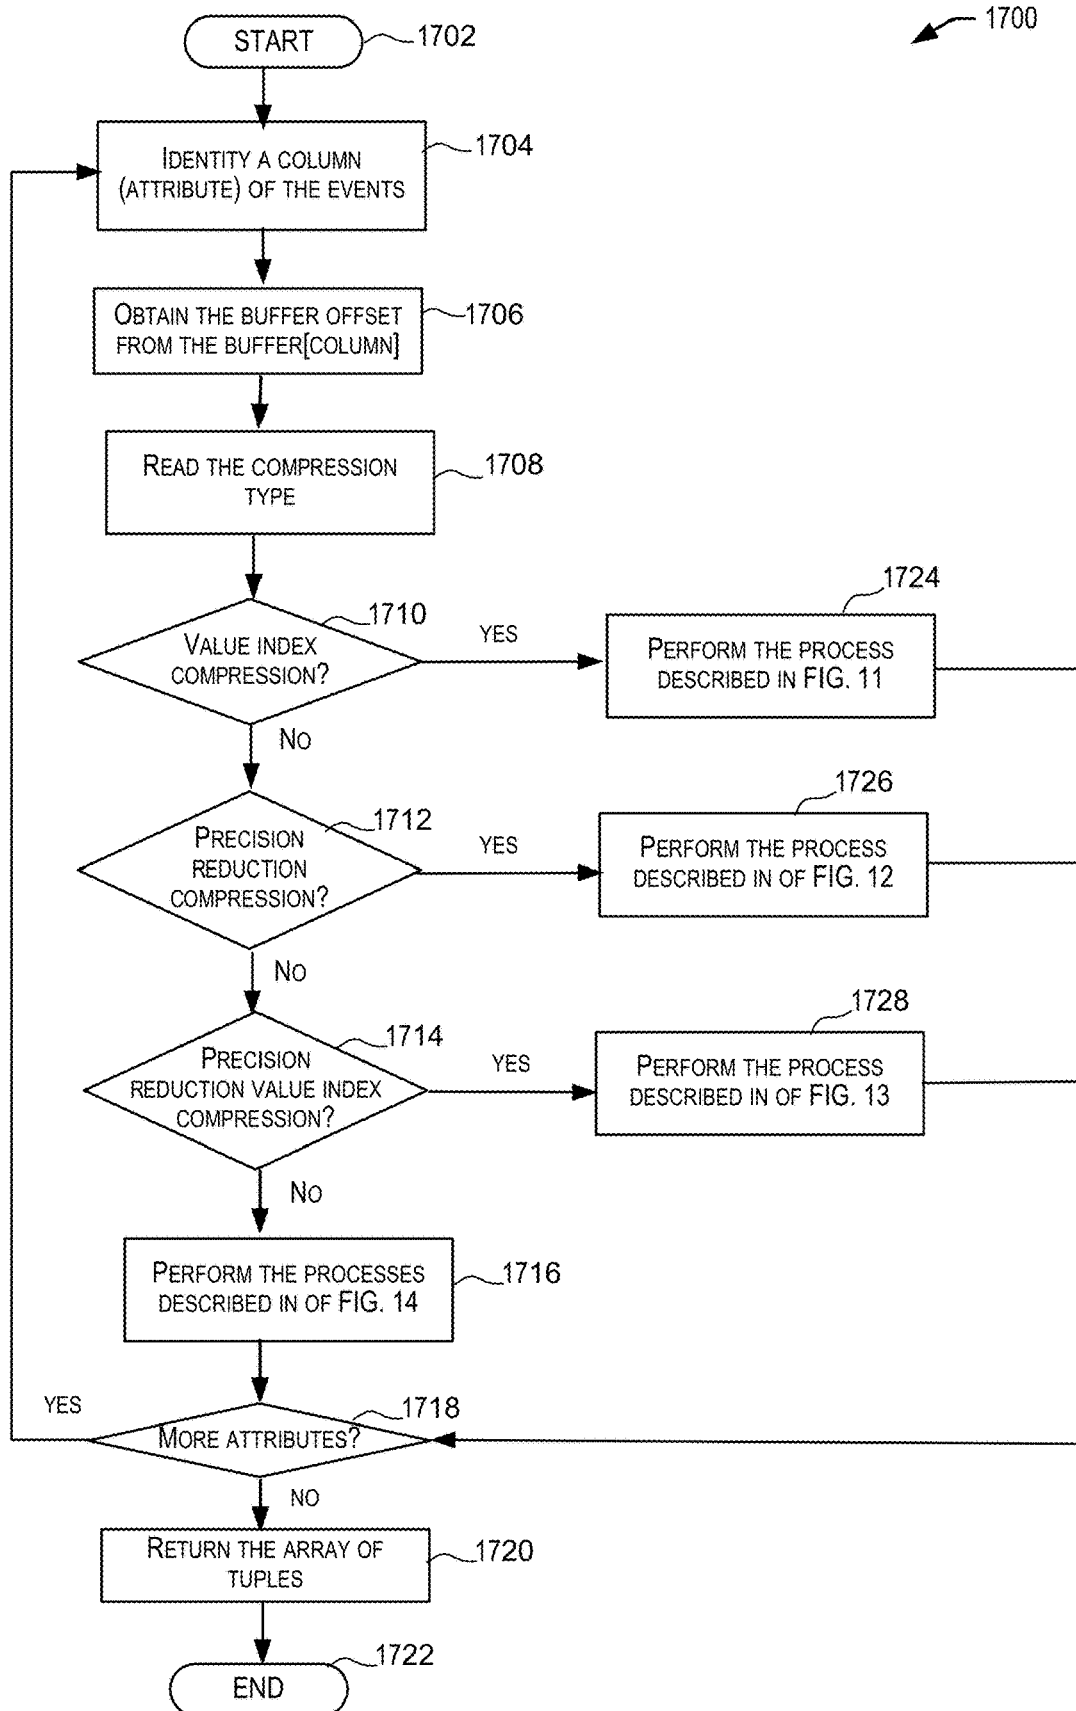 1700
START
1702
IDENTITY A COLUMN
(ATTRIBUTE) OF THE EVENTS
1704
OBTAIN THE BUFFER OFFSET
FROM THE BUFFER[COLUMN]
1706
READ THE COMPRESSION
TYPE
1708
VALUE INDEX
COMPRESSION?
1710
YES
PERFORM THE PROCESS
DESCRIBED IN FIG. 11
1724
NO
PRECISION
REDUCTION
COMPRESSION?
1712
YES
PERFORM THE PROCESS
DESCRIBED IN OF FIG. 12
1726
NO
PRECISION
REDUCTION VALUE INDEX
COMPRESSION?
1714
YES
PERFORM THE PROCESS
DESCRIBED IN OF FIG. 13
1728
NO
PERFORM THE PROCESSES
DESCRIBED IN OF FIG. 14
1716
YES
MORE ATTRIBUTES?
1718
NO
RETURN THE ARRAY OF
TUPLES
1720
END
1722